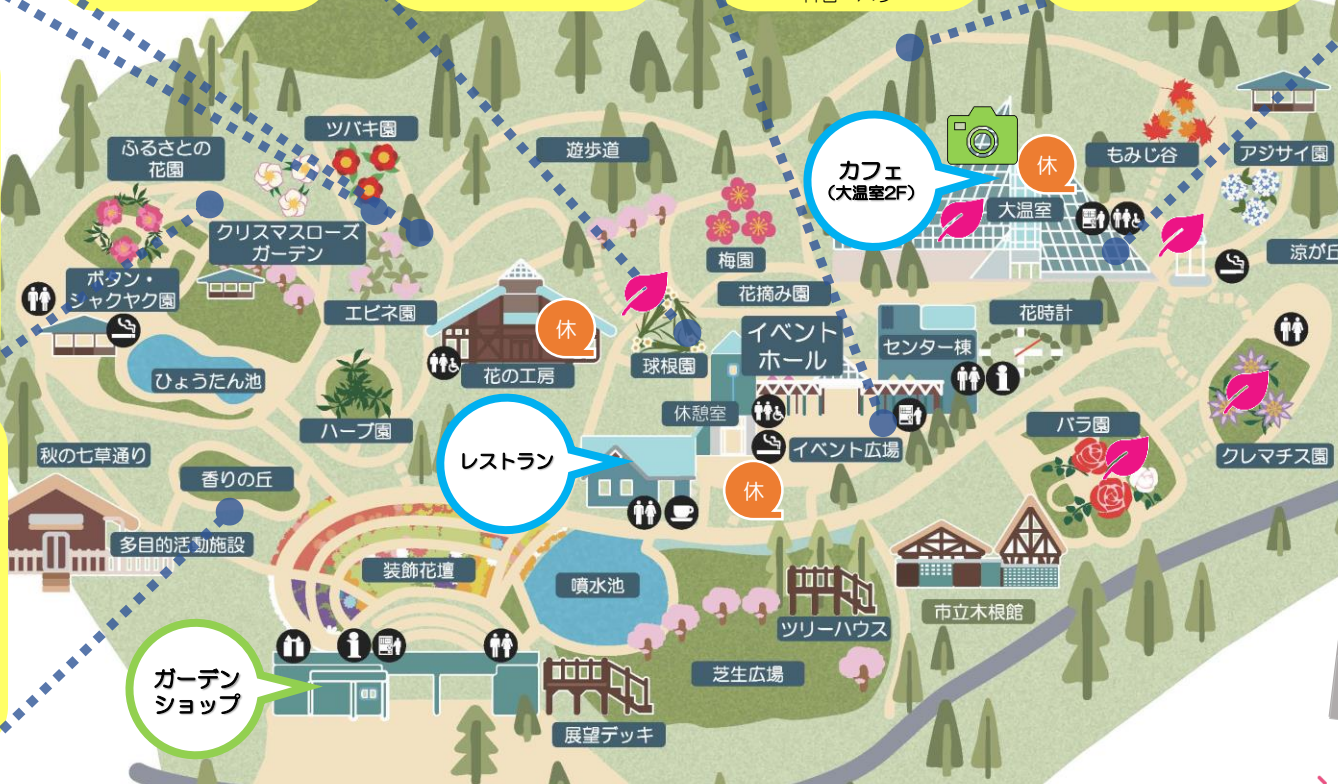 ツバキ園
ふるさとの
花園
遊歩道
カフェ
(大温室2F)
休
もみじ谷
アジサイ園
大温室
クリスマスローズ
ガーデン
梅園
涼が丘
ボタン・
シャクヤク園
エビネ園
花摘み園
花時計
休
イベント
ホール
センター棟
ひょうたん池
花の工房
球根園
休憩室
ハーブ園
バラ園
イベント広場
秋の七草通り
レストラン
クレマチス園
香りの丘
休
多目的活動施設
装飾花壇
噴水池
市立木根館
ツリーハウス
ガーデン
ショップ
芝生広場
展望デッキ